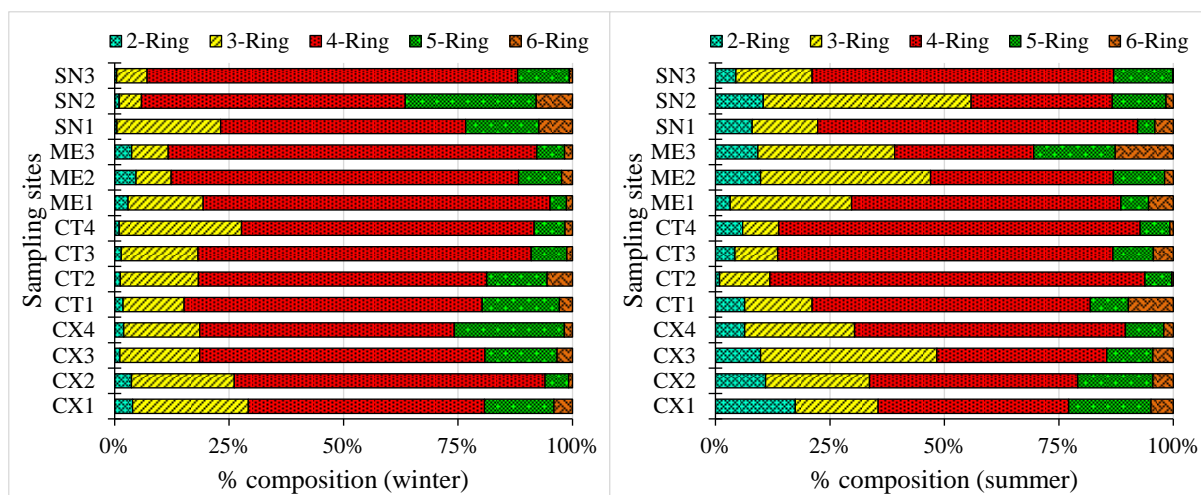 2-Ring 3-Ring 4-Ring 5-Ring 6-Ring
SN3
SN2
SN1
ME3
ME2
ME1
CT4
CT3
CT2
CT1
CX4
CX3
CX2
CX1
Sampling sites
0% 25% 50% 75% 100%
% composition (winter)
2-Ring 3-Ring 4-Ring 5-Ring 6-Ring
SN3
SN2
SN1
ME3
ME2
ME1
CT4
CT3
CT2
CT1
CX4
CX3
CX2
CX1
Sampling sites
0% 25% 50% 75% 100%
% composition (summer)